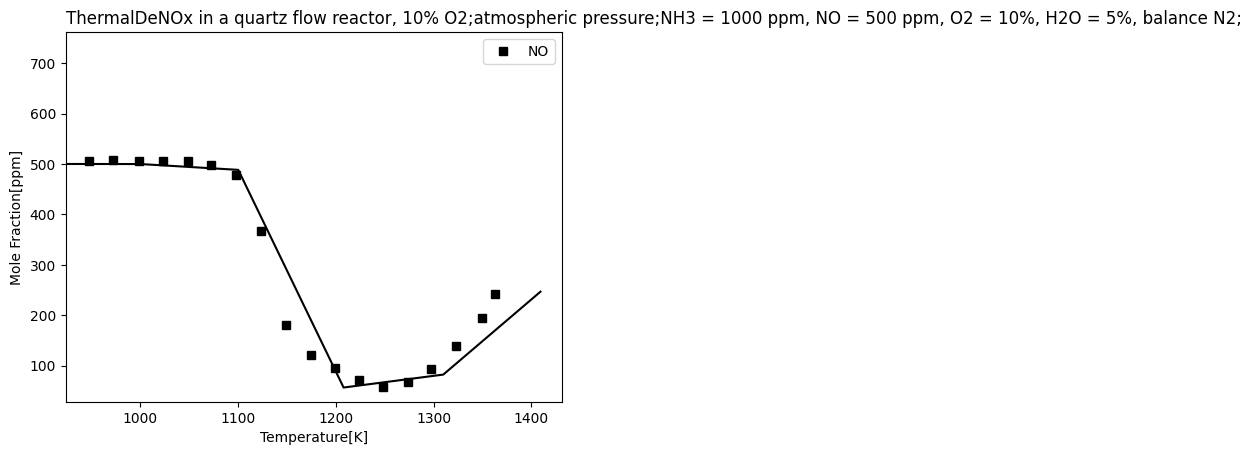 ThermalDeNOx in a quartz flow reactor, 10% O2;atmospheric pressure;NH3 = 1000 ppm, NO = 500 ppm, O2 = 10%, H2O = 5%, balance N2;
NO
700
600
500
400
300
200
100
Mole Fraction[ppm]
1000 1100 1200 1300 1400
Temperature[K]